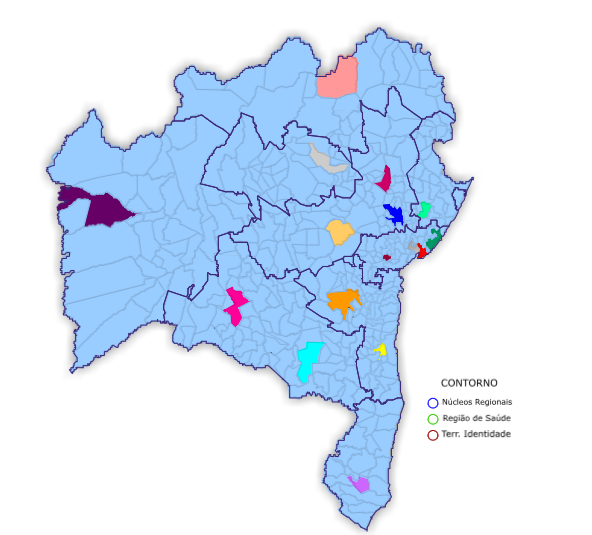 CONTORNO
Núcleos Regionais
Região de Saúde
Terr. Identidade